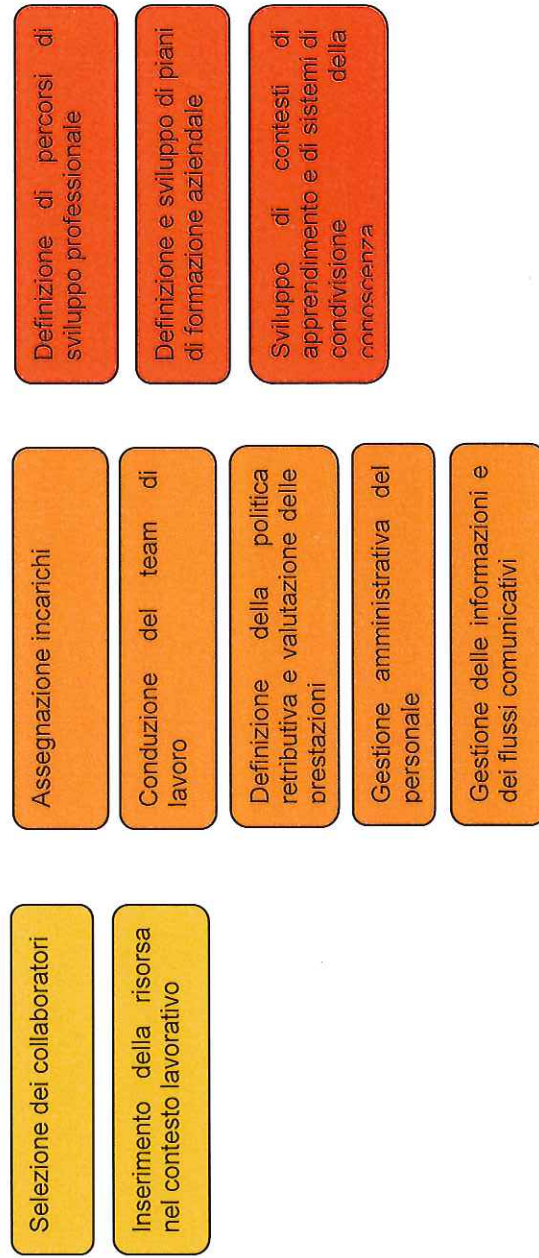 Selezione dei collaboratori
Inserimento della risorsa
nel contesto lavorativo
Assegnazione incarichi
Conduzione del team di
lavoro
Definizione della politica
retributiva e valutazione delle
prestazioni
Gestione amministrativa del
personale
Gestione delle informazioni e
dei flussi comunicativi
Definizione di percorsi di
sviluppo professionale
Definizione e sviluppo di piani
di formazione aziendale
Sviluppo di contesti di
apprendimento e di sistemi di
condivisione della
conoscenza